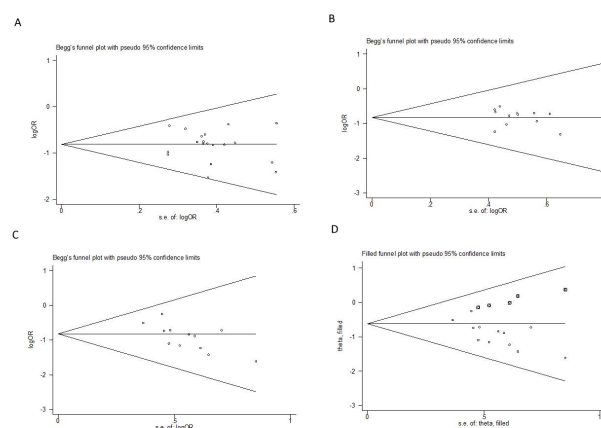 A
Begg's funnel plot with pseudo 95% confidence limits
logOR
1
0
-1
-2
0
.2
.4
.6
s.e. of: logOR
B
Begg's funnel plot with pseudo 95% confidence limits
logOR
1
0
-1
-2
-3
0
.2
.4
.6
.8
s.e. of: logOR
C
Begg's funnel plot with pseudo 95% confidence limits
logOR
1
0
-1
-2
-3
0
.5
1
s.e. of: logOR
D
Filled funnel plot with pseudo 95% confidence limits
theta, filled
1
0
-1
-2
-3
0
.5
1
s.e. of: theta, filled